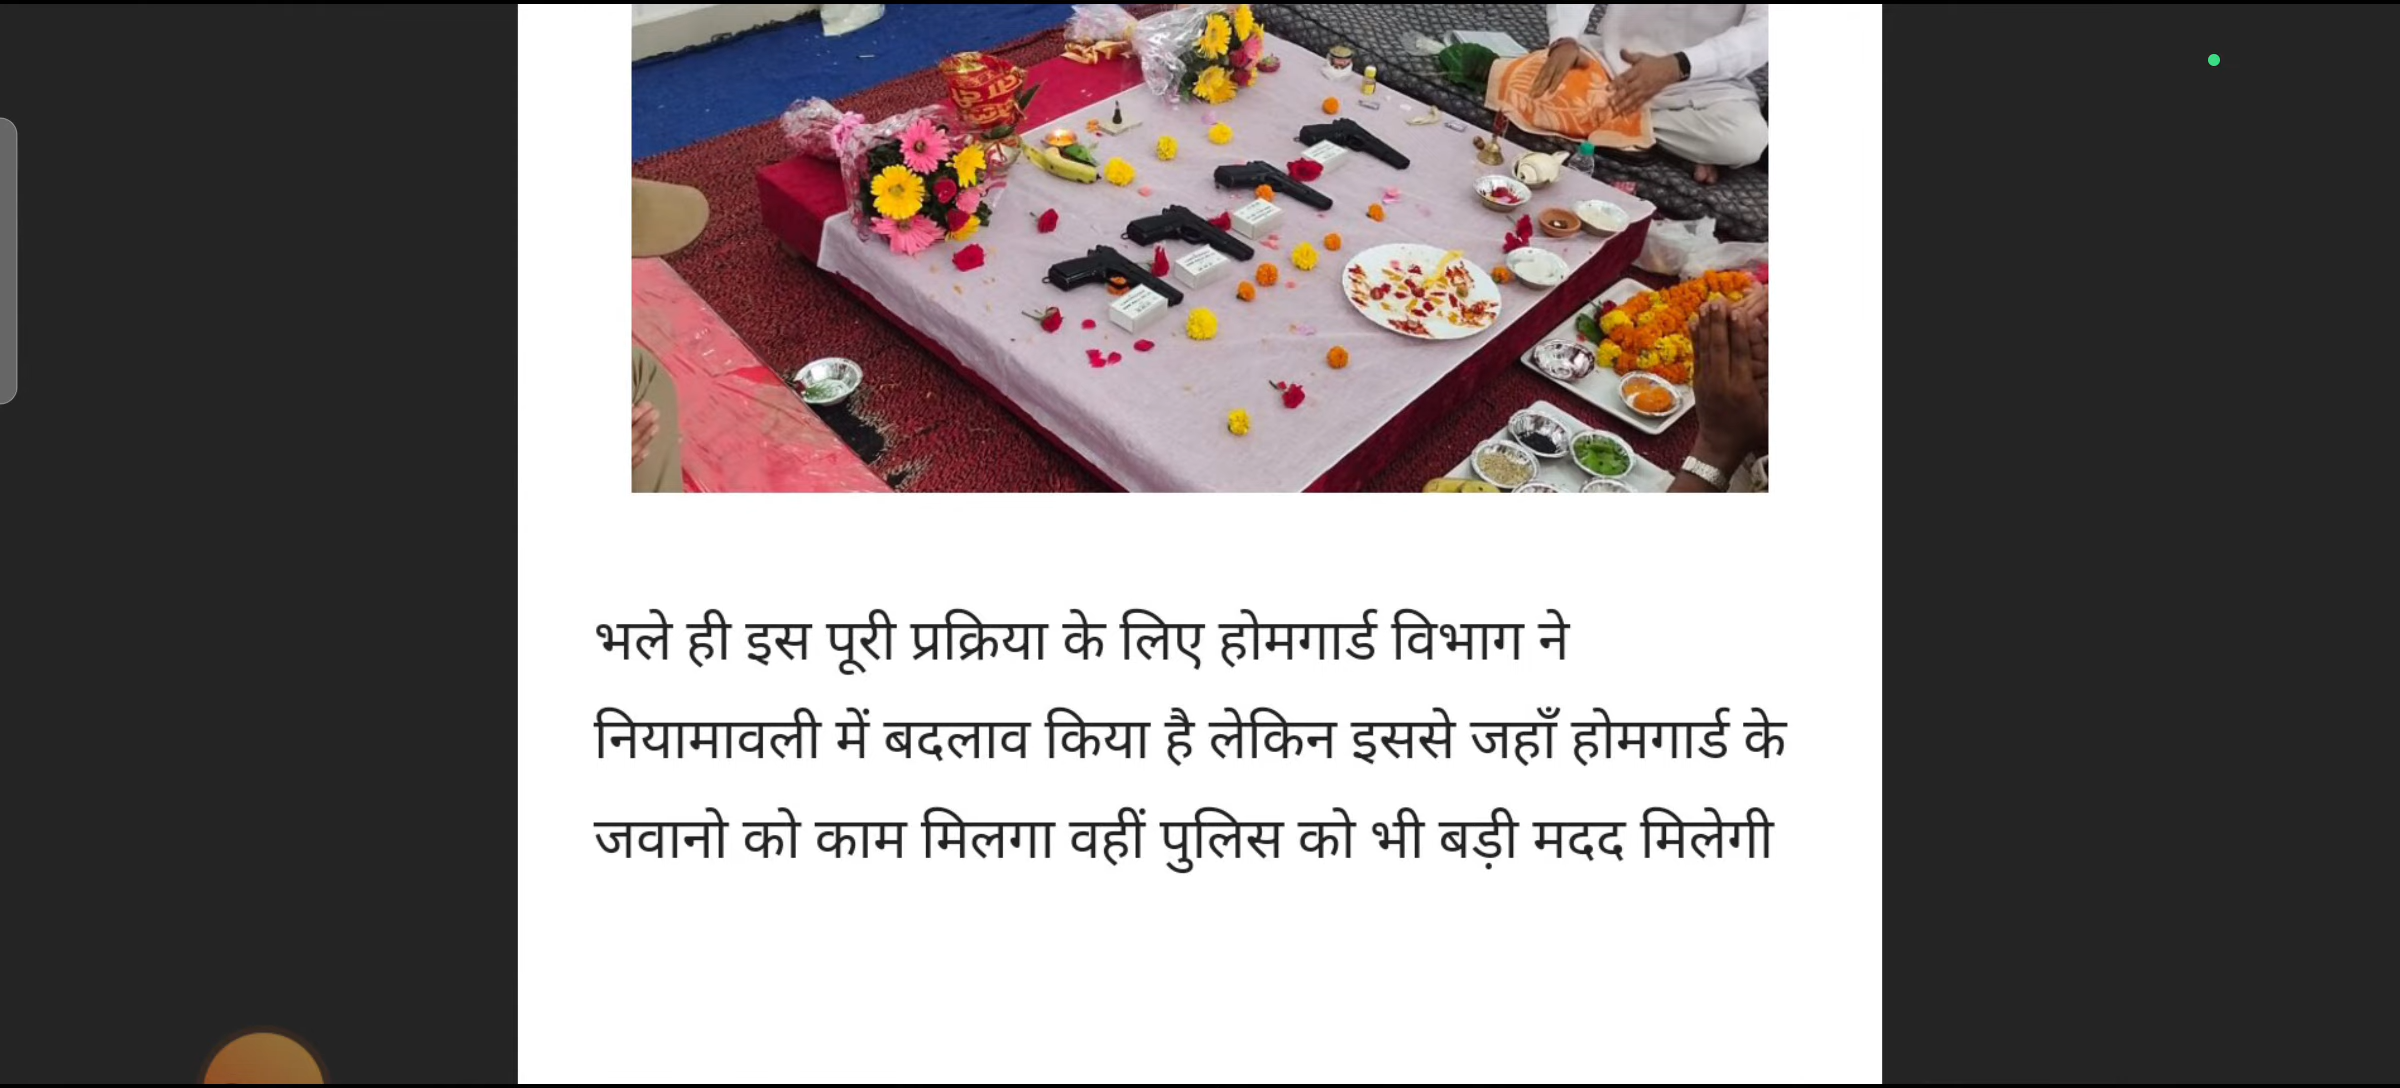 भले ही इस पूरी प्रक्रिया के लिए होमगार्ड विभाग ने
नियामावली में बदलाव किया है लेकिन इससे जहाँ होमगार्ड के
जवानो को काम मिलगा वहीं पुलिस को भी बड़ी मदद मिलेगी